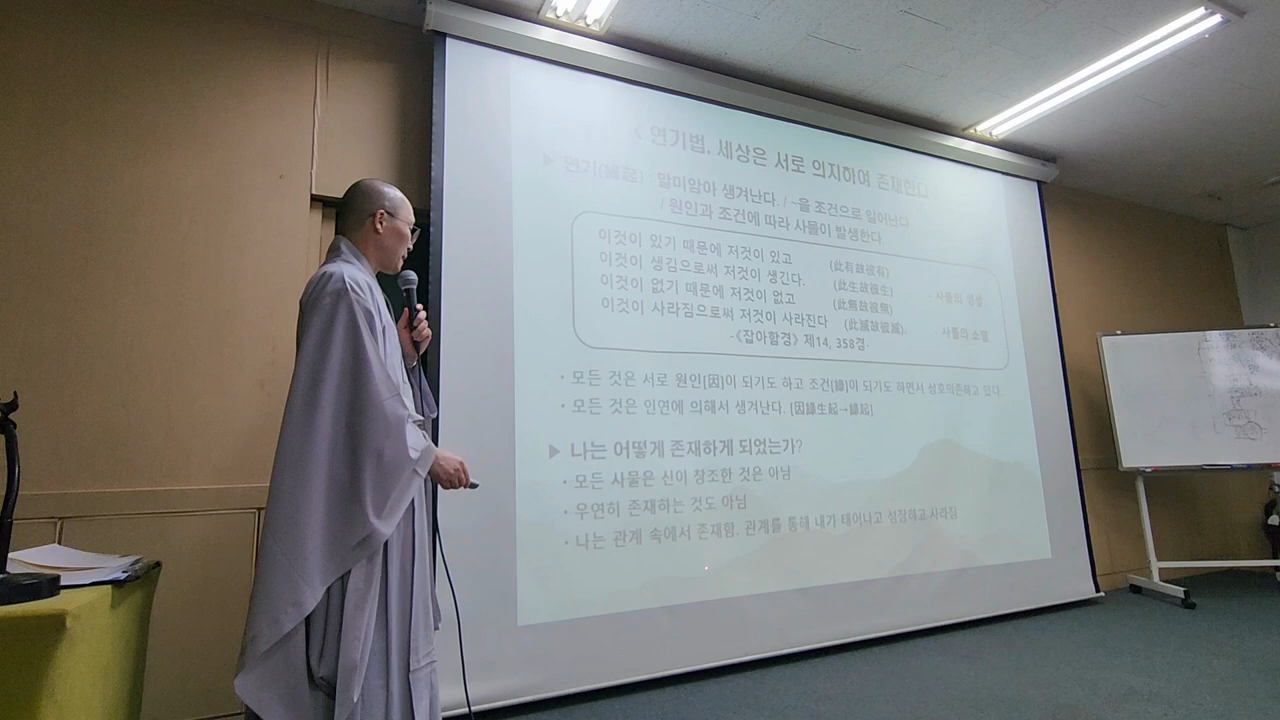 < 연기법, 세상은 서로 의지하여 존재한다
▶ 연기(緣起) : 말미암아 생겨난다. / ~을 조건으로 일어난다
/ 원인과 조건에 따라 사물이 발생한다
이것이 있기 때문에 저것이 있고 (此有故彼有)
이것이 생김으로써 저것이 생긴다. (此生故彼生) - 사물의 생성
이것이 없기 때문에 저것이 없고 (此無故彼無)
이것이 사라짐으로써 저것이 사라진다 (此滅故彼滅). 사물의 소멸
-《잡아함경》 제14, 358경-
· 모든 것은 서로 원인[因]이 되기도 하고 조건[緣]이 되기도 하면서 상호의존하고 있다
· 모든 것은 인연에 의해서 생겨난다. [因緣生起→緣起]
▶ 나는 어떻게 존재하게 되었는가?
· 모든 사물은 신이 창조한 것은 아님
· 우연히 존재하는 것도 아님
· 나는 관계 속에서 존재함. 관계를 통해 내가 태어나고 성장하고 사라짐